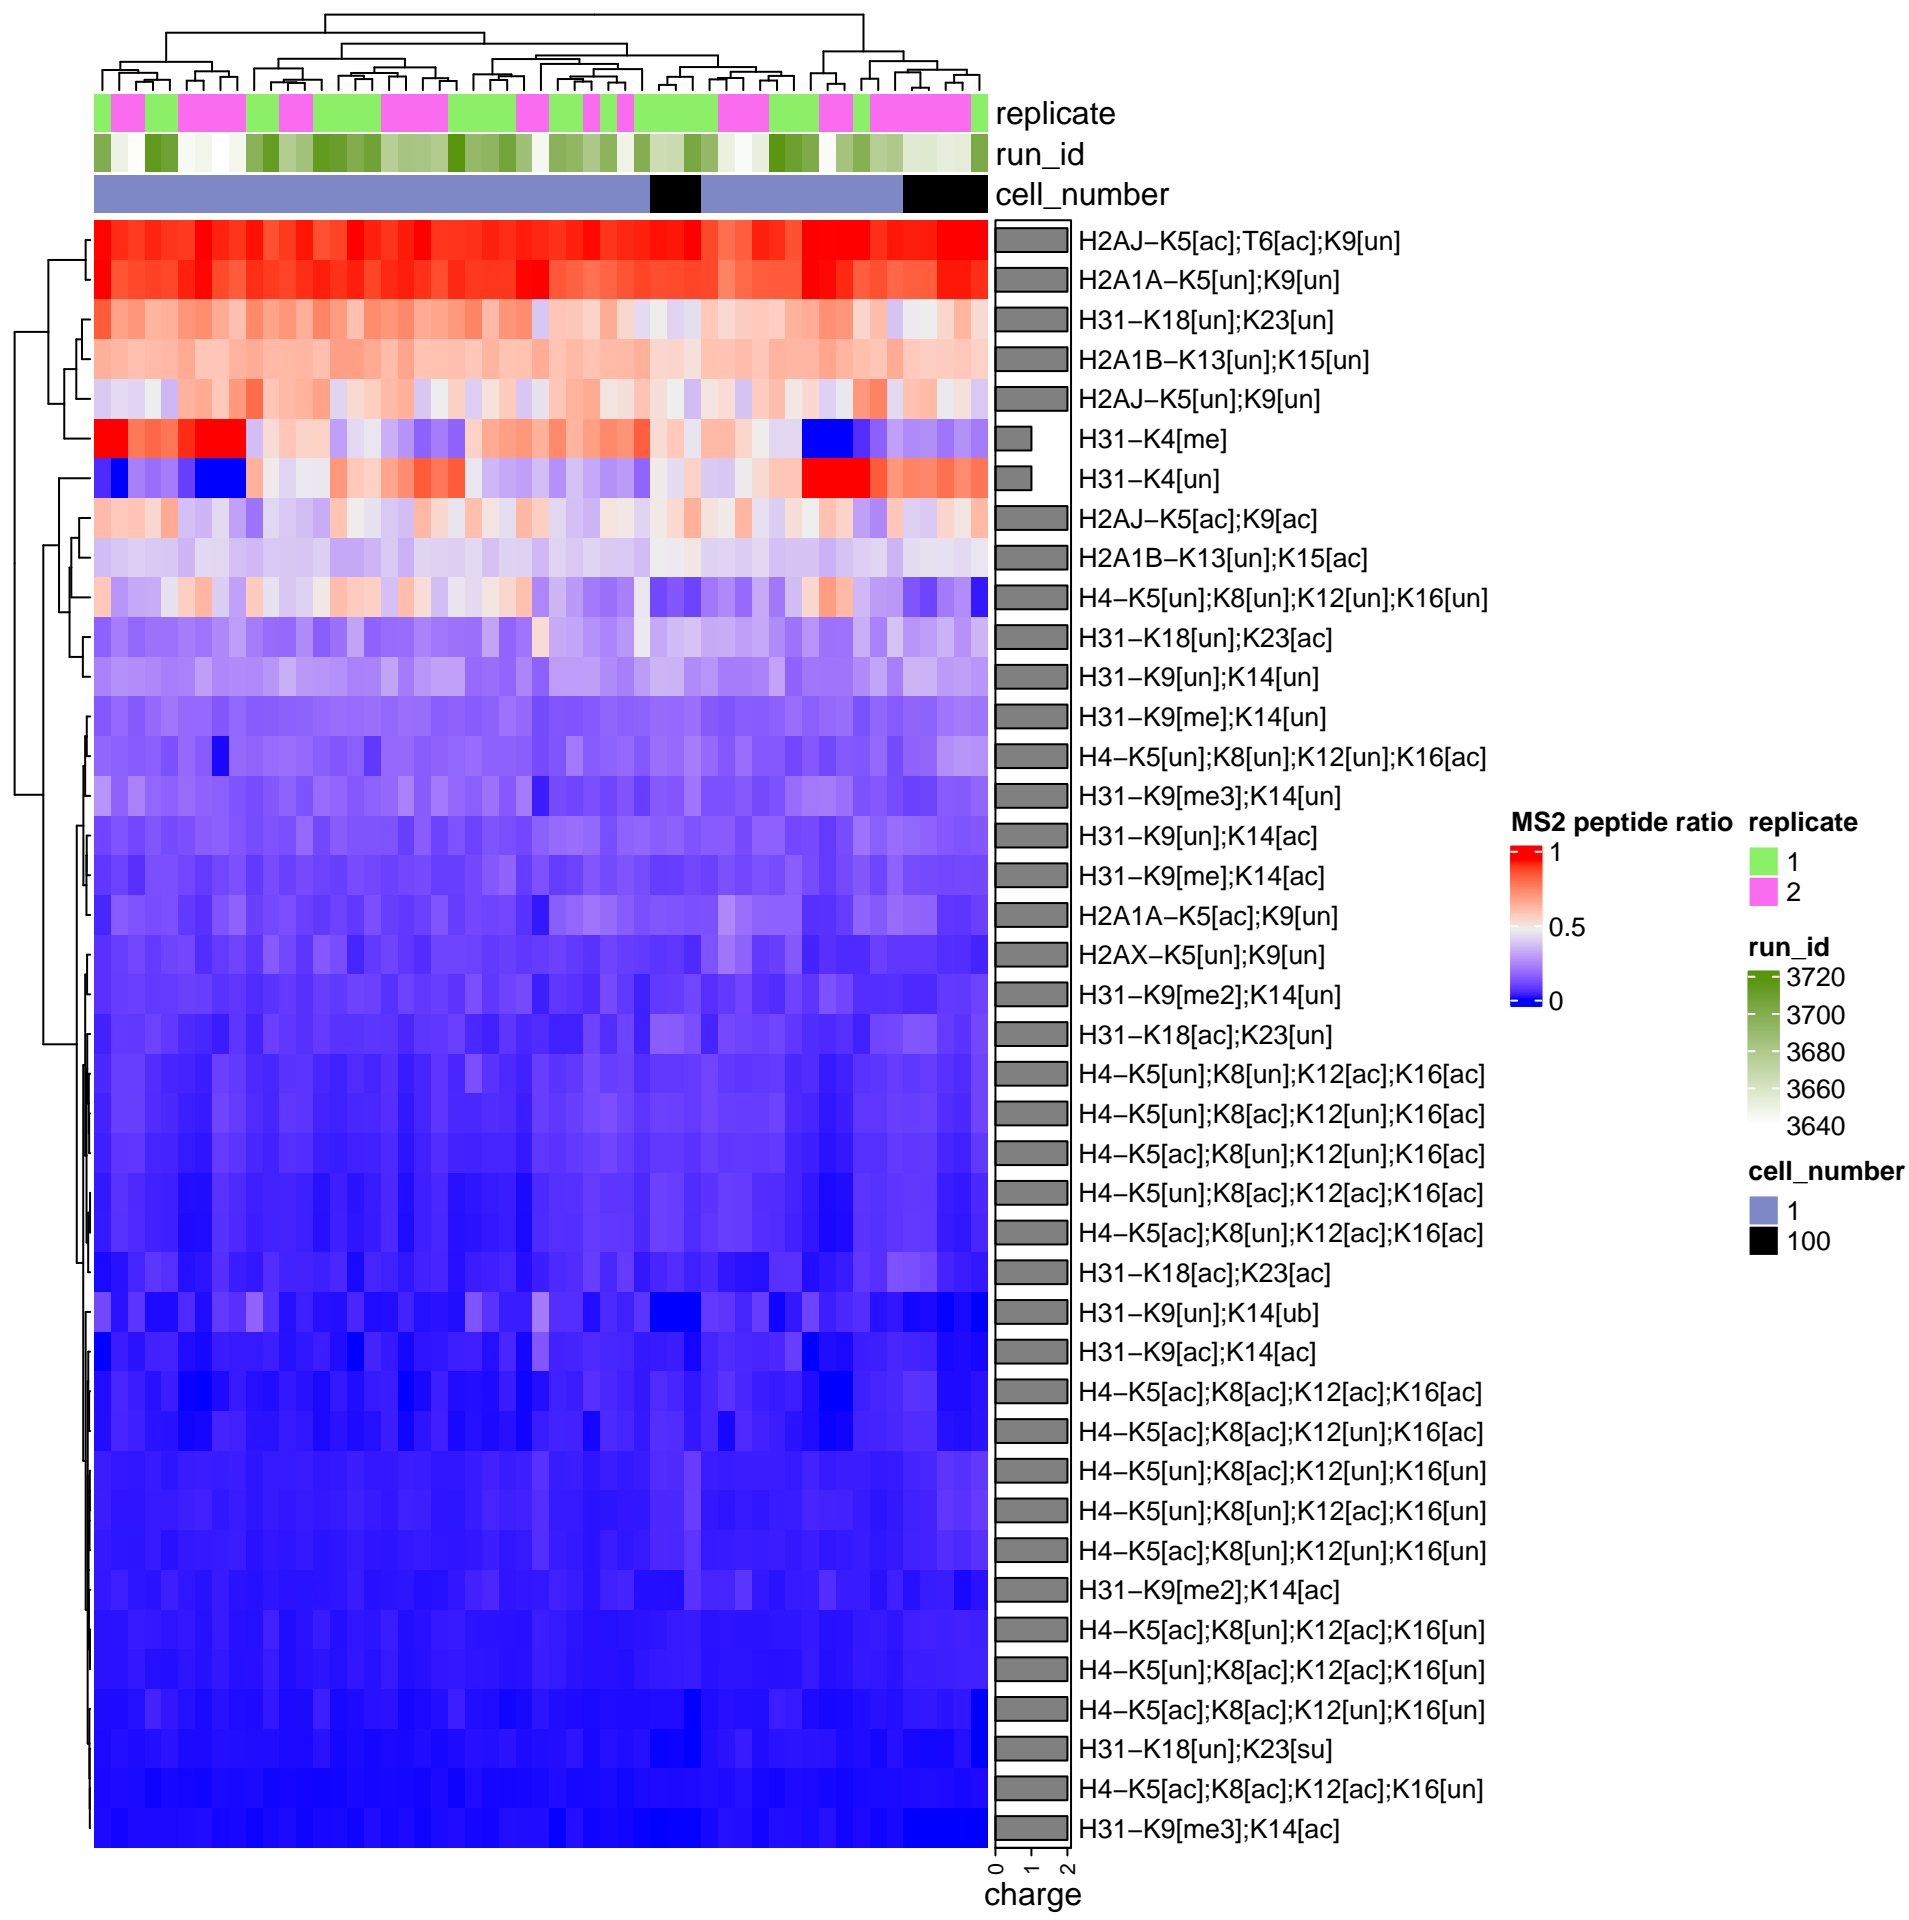 replicate
run_id
cell_number
H2AJ−K5[ac];T6[ac];K9[un]
H2A1A−K5[un];K9[un]
H31−K18[un];K23[un]
H2A1B−K13[un];K15[un]
H2AJ−K5[un];K9[un]
H31−K4[me]
H31−K4[un]
H2AJ−K5[ac];K9[ac]
H2A1B−K13[un];K15[ac]
H4−K5[un];K8[un];K12[un];K16[un]
H31−K18[un];K23[ac]
H31−K9[un];K14[un]
H31−K9[me];K14[un]
H4−K5[un];K8[un];K12[un];K16[ac]
H31−K9[me3];K14[un]
H31−K9[un];K14[ac]
H31−K9[me];K14[ac]
H2A1A−K5[ac];K9[un]
H2AX−K5[un];K9[un]
H31−K9[me2];K14[un]
H31−K18[ac];K23[un]
H4−K5[un];K8[un];K12[ac];K16[ac]
H4−K5[un];K8[ac];K12[un];K16[ac]
H4−K5[ac];K8[un];K12[un];K16[ac]
H4−K5[un];K8[ac];K12[ac];K16[ac]
H4−K5[ac];K8[un];K12[ac];K16[ac]
H31−K18[ac];K23[ac]
H31−K9[un];K14[ub]
H31−K9[ac];K14[ac]
H4−K5[ac];K8[ac];K12[ac];K16[ac]
H4−K5[ac];K8[ac];K12[un];K16[ac]
H4−K5[un];K8[ac];K12[un];K16[un]
H4−K5[un];K8[un];K12[ac];K16[un]
H4−K5[ac];K8[un];K12[un];K16[un]
H31−K9[me2];K14[ac]
H4−K5[ac];K8[un];K12[ac];K16[un]
H4−K5[un];K8[ac];K12[ac];K16[un]
H4−K5[ac];K8[ac];K12[un];K16[un]
H31−K18[un];K23[su]
H4−K5[ac];K8[ac];K12[ac];K16[un]
H31−K9[me3];K14[ac]
0 1 2
charge
MS2 peptide ratio
1
0.5
0
replicate
1
2
run_id
3720
3700
3680
3660
3640
cell_number
1
100